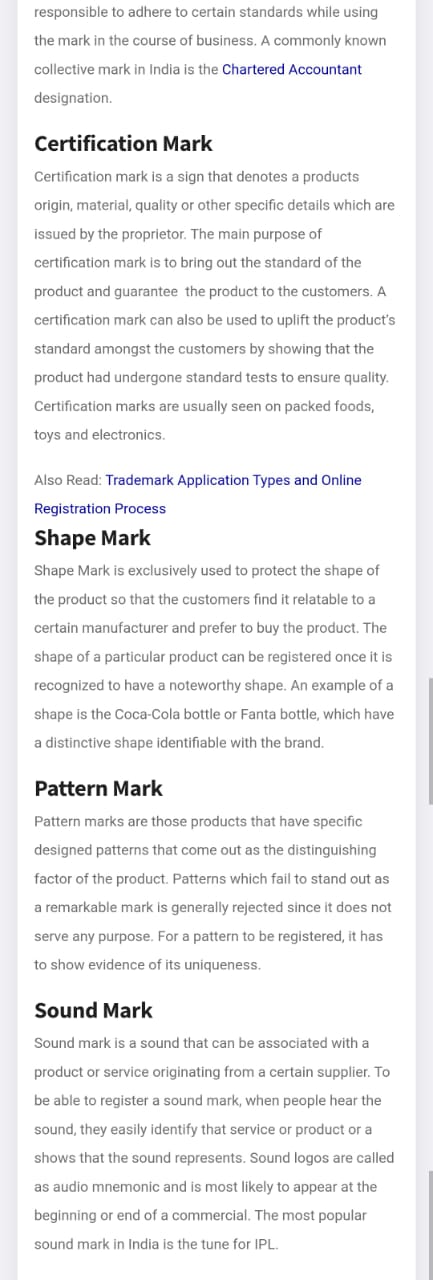 responsible to adhere to certain standards while using
the mark in the course of business. A commonly known
collective mark in India is the Chartered Accountant
designation.
Certification Mark
Certification mark is a sign that denotes a products
origin, material, quality or other specific details which are
issued by the proprietor. The main purpose of
certification mark is to bring out the standard of the
product and guarantee the product to the customers. A
certification mark can also be used to uplift the product's
standard amongst the customers by showing that the
product had undergone standard tests to ensure quality.
Certification marks are usually seen on packed foods,
toys and electronics.
Also Read: Trademark Application Types and Online
Registration Process
Shape Mark
Shape Mark is exclusively used to protect the shape of
the product so that the customers find it relatable to a
certain manufacturer and prefer to buy the product. The
shape of a particular product can be registered once it is
recognized to have a noteworthy shape. An example of a
shape is the Coca-Cola bottle or Fanta bottle, which have
a distinctive shape identifiable with the brand.
Pattern Mark
Pattern marks are those products that have specific
designed patterns that come out as the distinguishing
factor of the product. Patterns which fail to stand out as
a remarkable mark is generally rejected since it does not
serve any purpose. For a pattern to be registered, it has
to show evidence of its uniqueness.
Sound Mark
Sound mark is a sound that can be associated with a
product or service originating from a certain supplier. To
be able to register a sound mark, when people hear the
sound, they easily identify that service or product or a
shows that the sound represents. Sound logos are called
as audio mnemonic and is most likely to appear at the
beginning or end of a commercial. The most popular
sound mark in India is the tune for IPL.